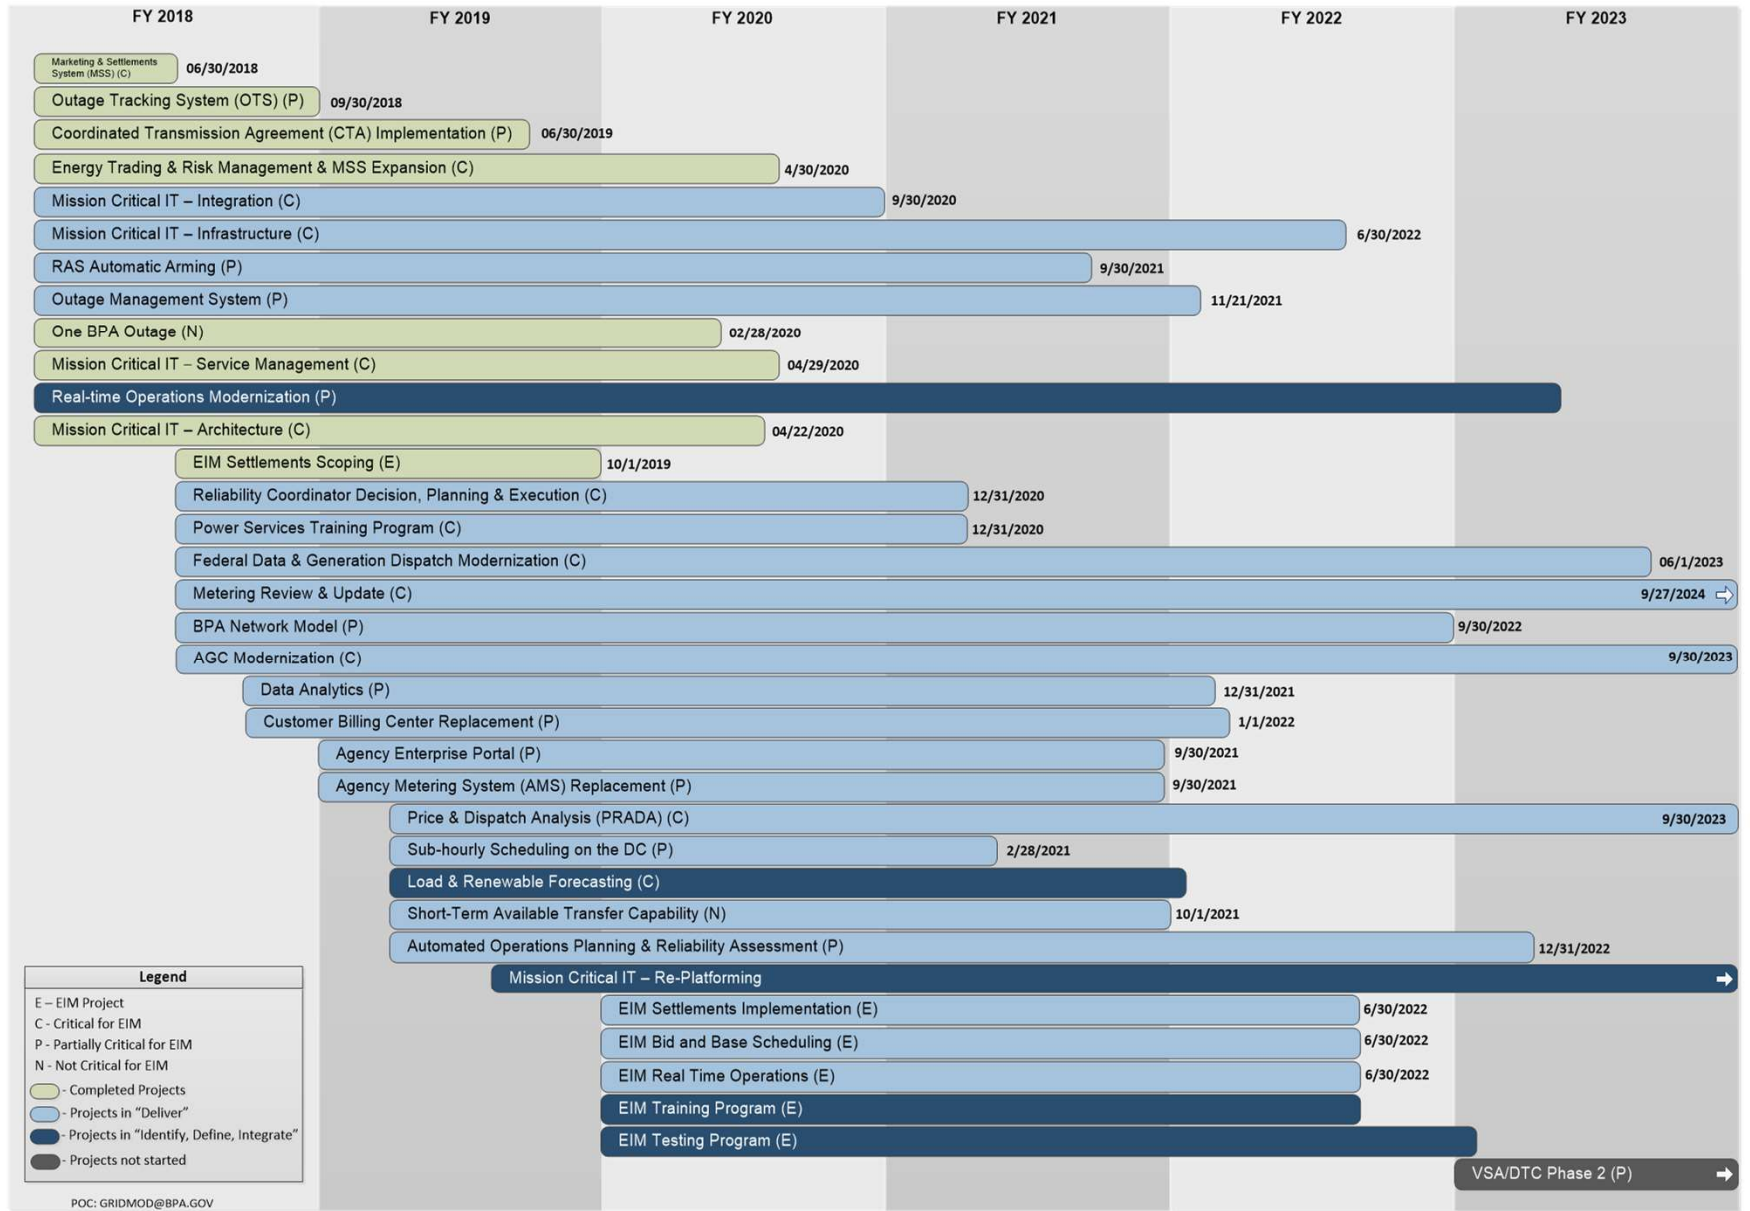 FY 2018 FY 2019 FY 2020 FY 2021 FY 2022 FY 2023
Marketing & Settlements
System (MSS) (C) 06/30/2018
Outage Tracking System (OTS) (P) 09/30/2018
Coordinated Transmission Agreement (CTA) Implementation (P) 06/30/2019
Energy Trading & Risk Management & MSS Expansion (C) 4/30/2020
Mission Critical IT – Integration (C) 9/30/2020
Mission Critical IT – Infrastructure (C) 6/30/2022
RAS Automatic Arming (P) 9/30/2021
Outage Management System (P) 11/21/2021
One BPA Outage (N) 02/28/2020
Mission Critical IT – Service Management (C) 04/29/2020
Real-time Operations Modernization (P)
Mission Critical IT – Architecture (C) 04/22/2020
EIM Settlements Scoping (E) 10/1/2019
Reliability Coordinator Decision, Planning & Execution (C) 12/31/2020
Power Services Training Program (C) 12/31/2020
Federal Data & Generation Dispatch Modernization (C) 06/1/2023
Metering Review & Update (C) 9/27/2024
BPA Network Model (P) 9/30/2022
AGC Modernization (C) 9/30/2023
Data Analytics (P) 12/31/2021
Customer Billing Center Replacement (P) 1/1/2022
Agency Enterprise Portal (P) 9/30/2021
Agency Metering System (AMS) Replacement (P) 9/30/2021
Price & Dispatch Analysis (PRADA) (C) 9/30/2023
Sub-hourly Scheduling on the DC (P) 2/28/2021
Load & Renewable Forecasting (C)
Short-Term Available Transfer Capability (N) 10/1/2021
Automated Operations Planning & Reliability Assessment (P) 12/31/2022
Mission Critical IT – Re-Platforming
EIM Settlements Implementation (E) 6/30/2022
EIM Bid and Base Scheduling (E) 6/30/2022
EIM Real Time Operations (E) 6/30/2022
EIM Training Program (E)
EIM Testing Program (E)
VSA/DTC Phase 2 (P)
Legend
E – EIM Project
C - Critical for EIM
P - Partially Critical for EIM
N - Not Critical for EIM
- Completed Projects
- Projects in “Deliver”
- Projects in “Identify, Define, Integrate”
- Projects not started
POC: GRIDMOD@BPA.GOV